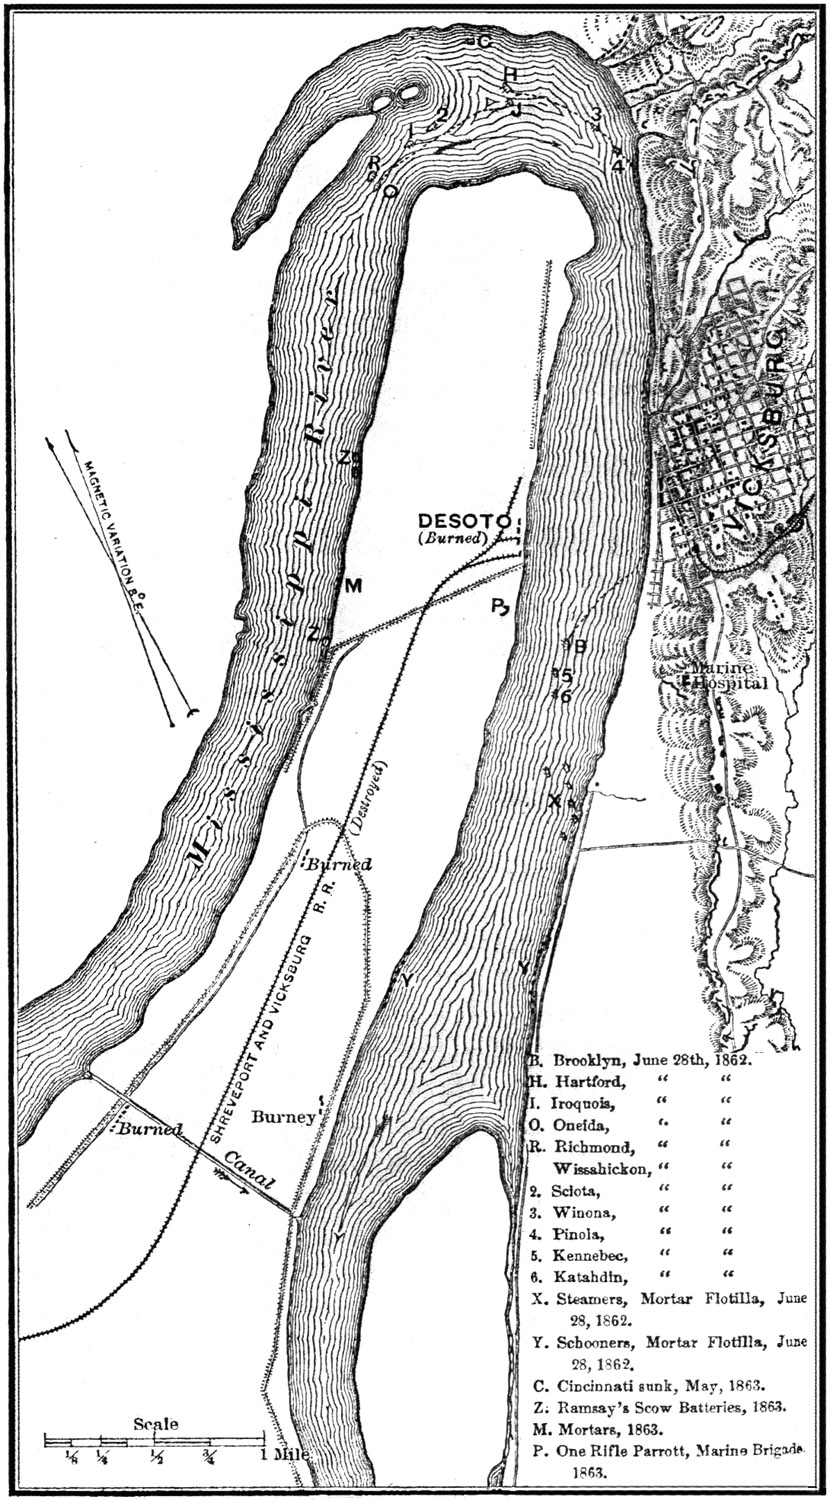 C
H
J
2
3
1
4
R
O
Mississippi River
VICKSBURG
Z
MAGNETIC VARIATION 8° E.
DESOTO
(Burned)
M
P
Z
B
5
6
Marine
Hospital
X
(Destroyed)
Burned
SHREVEPORT AND VICKSBURG R. R.
Y
Y
Burney
Burned
Canal
Y
B. Brooklyn, June 28th, 1862.
H. Hartford, “ “
I. Iroquois, “ “
O. Oneida, “ “
R. Richmond, “ “
Wissahickon, “ “
2. Sciota, “ “
3. Winona, “ “
4. Pinola, “ “
5. Kennebec, “ “
6. Katahdin, “ “
X. Steamers, Mortar Flotilla, June
28, 1862.
Y. Schooners, Mortar Flotilla, June
28, 1862.
C. Cincinnati sunk, May, 1863.
Z. Ramsay's Scow Batteries, 1863.
M. Mortars, 1863.
P. One Rifle Parrott, Marine Brigade
1863.
Scale
⅛ ¼ ½ ¾ 1 Mile